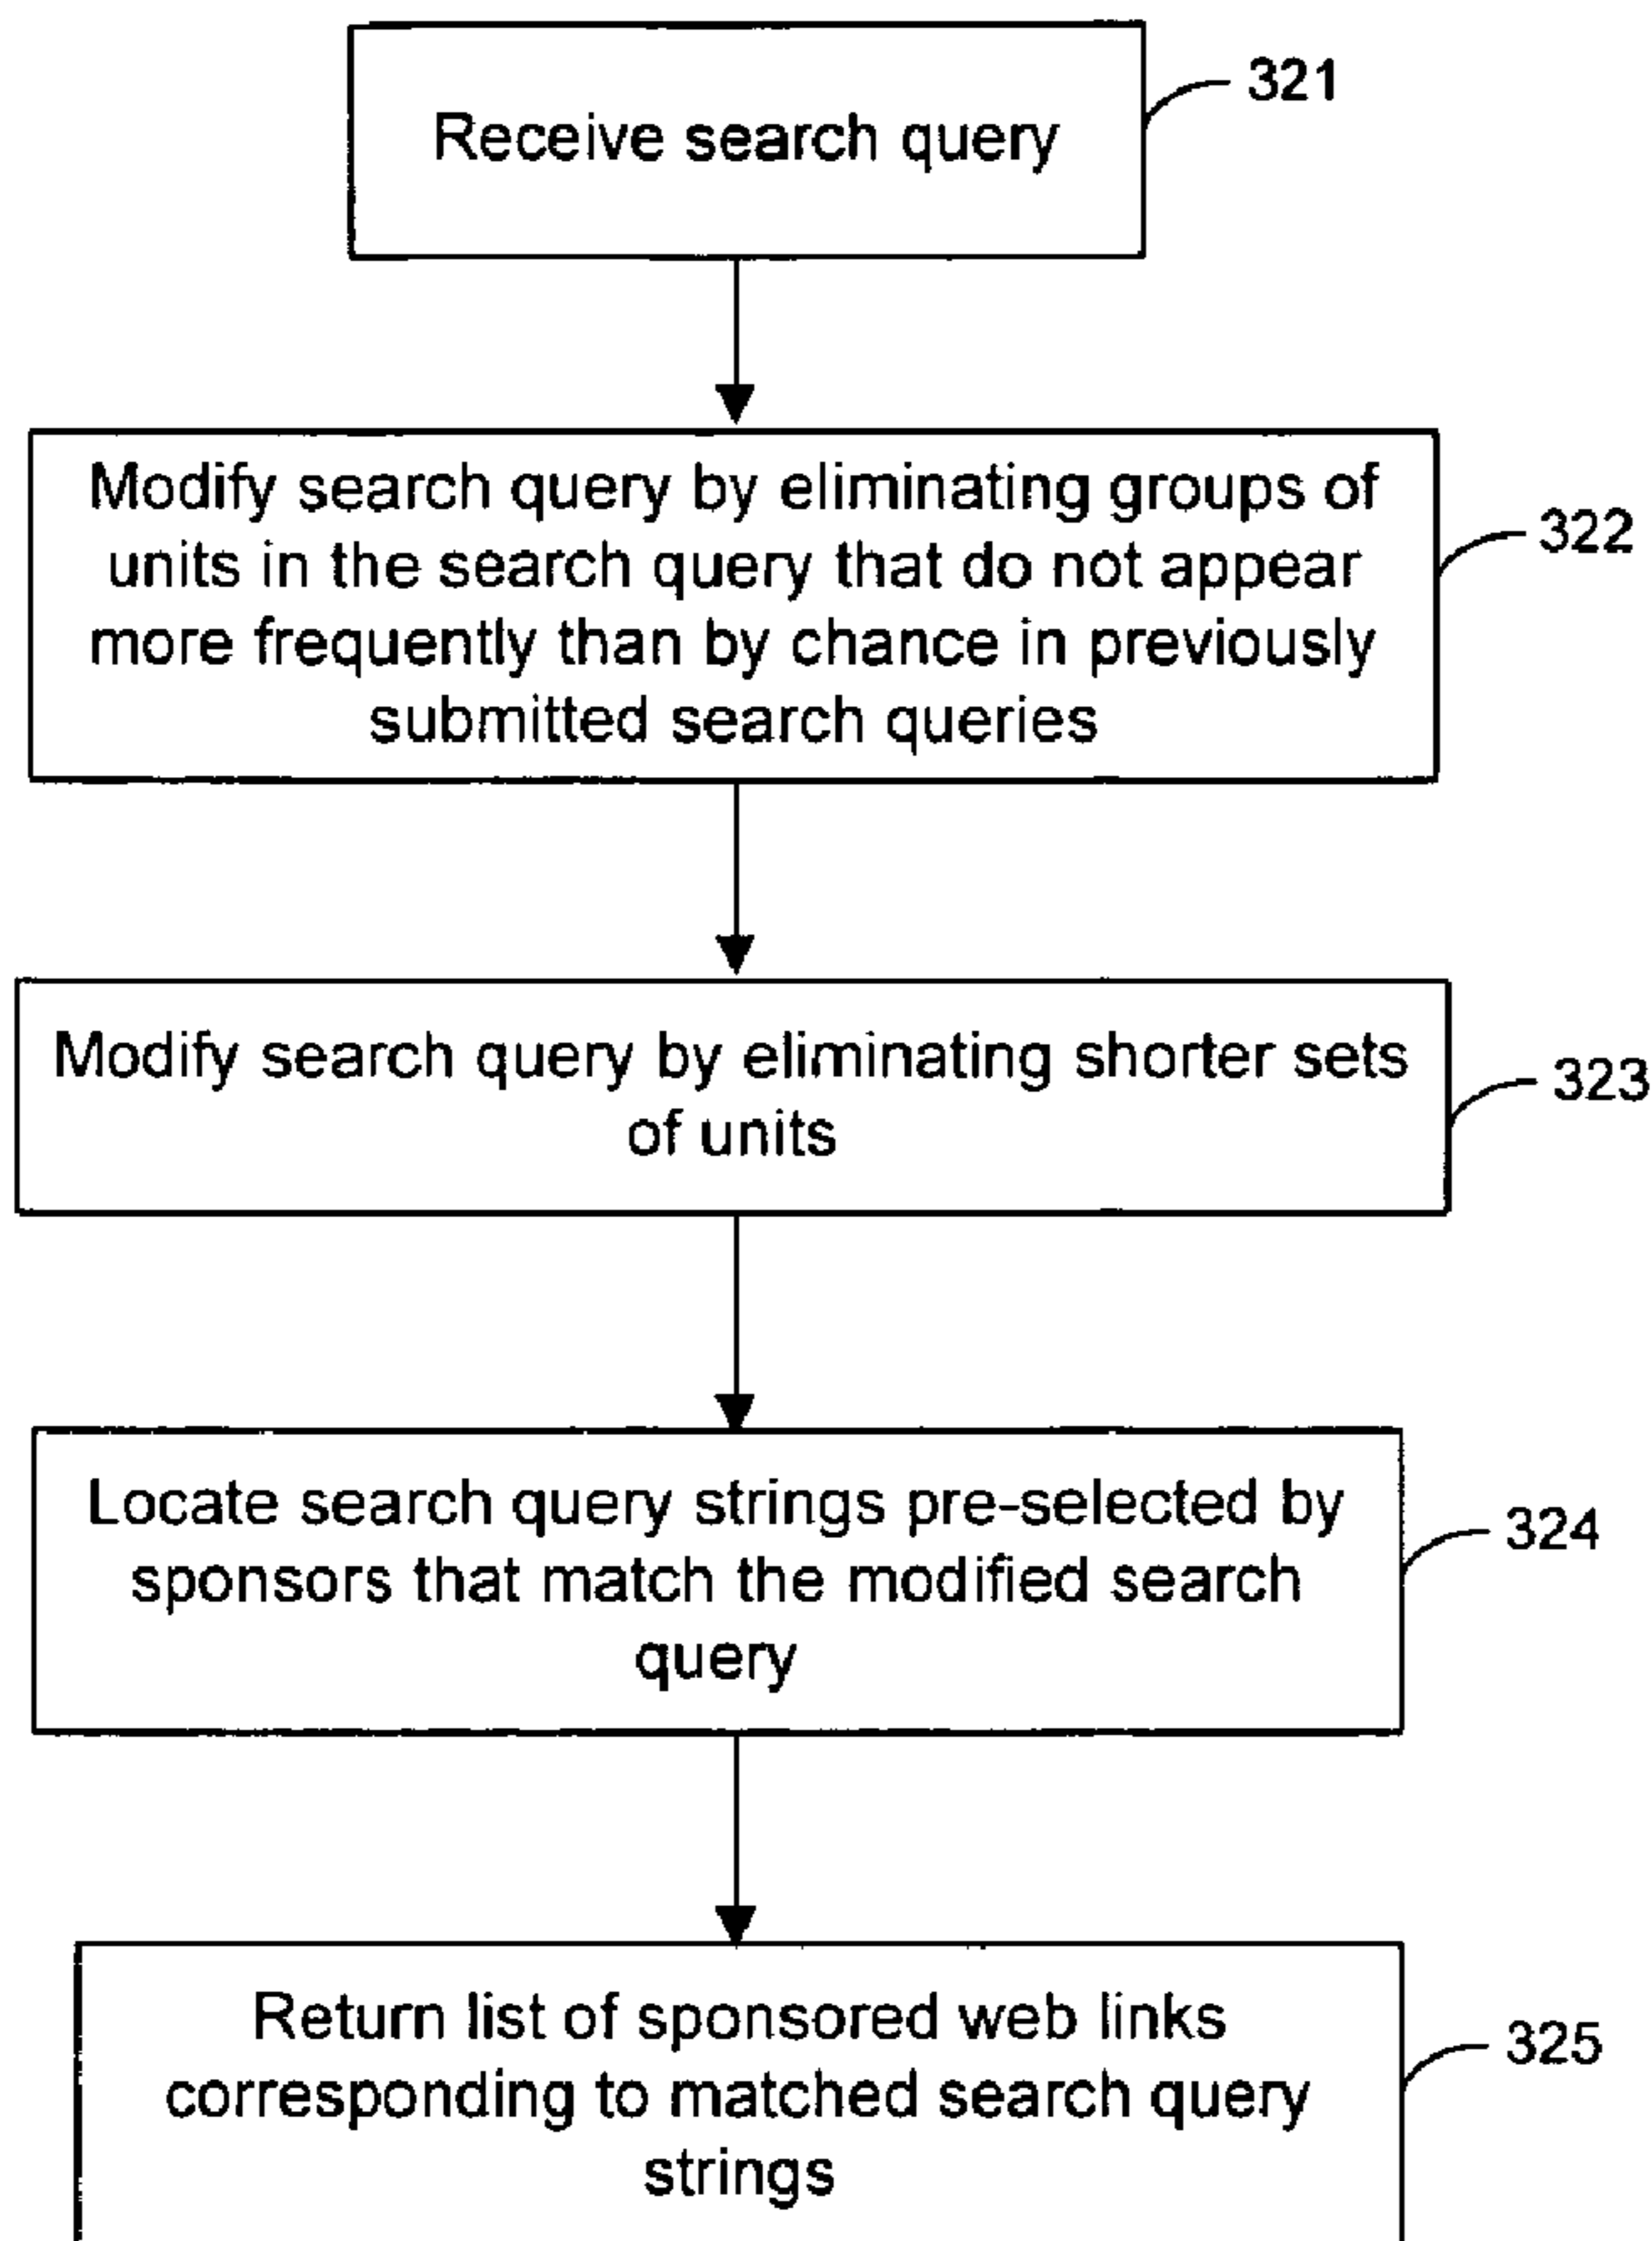 Receive search query
321
Modify search query by eliminating groups of
units in the search query that do not appear
more frequently than by chance in previously
submitted search queries
322
Modify search query by eliminating shorter sets
of units
323
Locate search query strings pre-selected by
sponsors that match the modified search
query
324
Return list of sponsored web links
corresponding to matched search query
strings
325